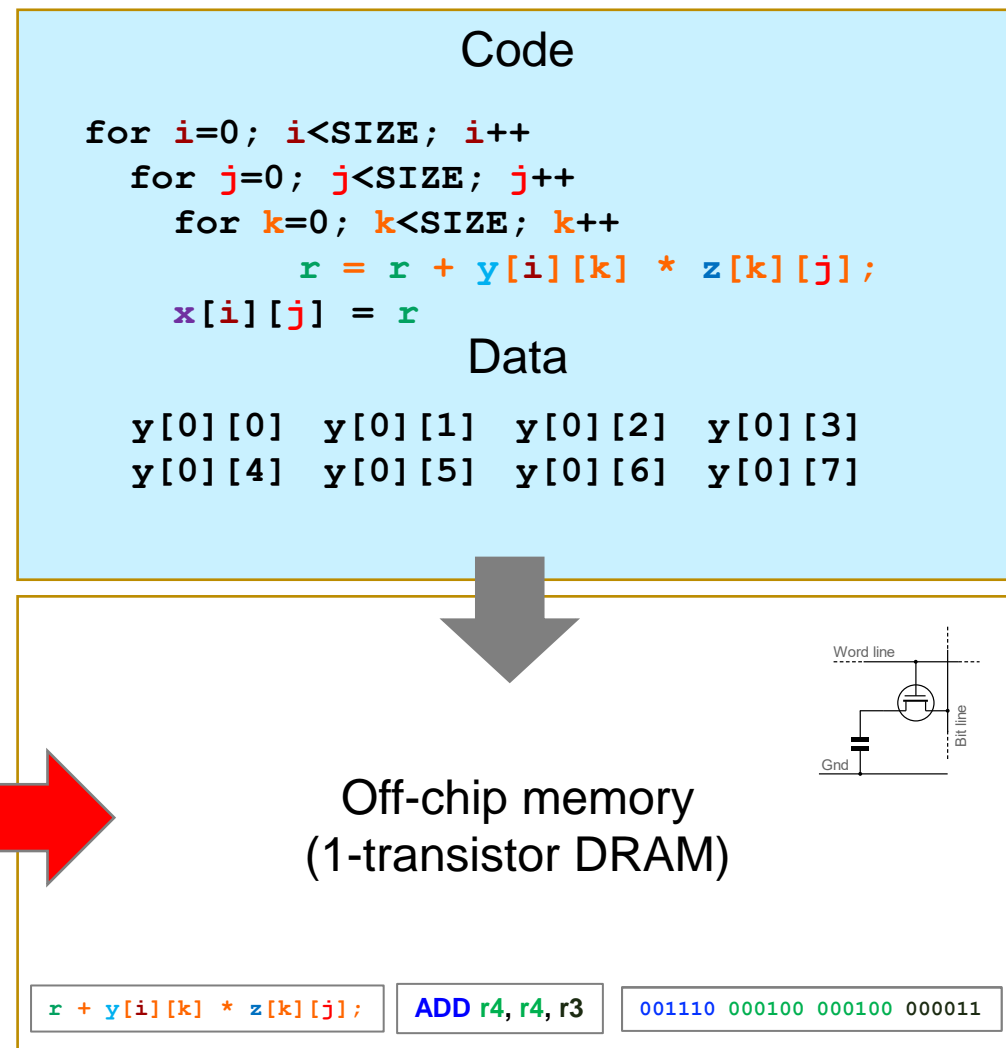 Code
for i=0; i<SIZE; i++
for j=0; j<SIZE; j++
for k=0; k<SIZE; k++
r = r + y[i][k] * z[k][j];
x[i][j] = r
Data
y[0][0] y[0][1] y[0][2] y[0][3]
y[0][4] y[0][5] y[0][6] y[0][7]
Word line
Bit line
Gnd
Off-chip memory
(1-transistor DRAM)
r + y[i][k] * z[k][j];
ADD r4, r4, r3
001110 000100 000100 000011